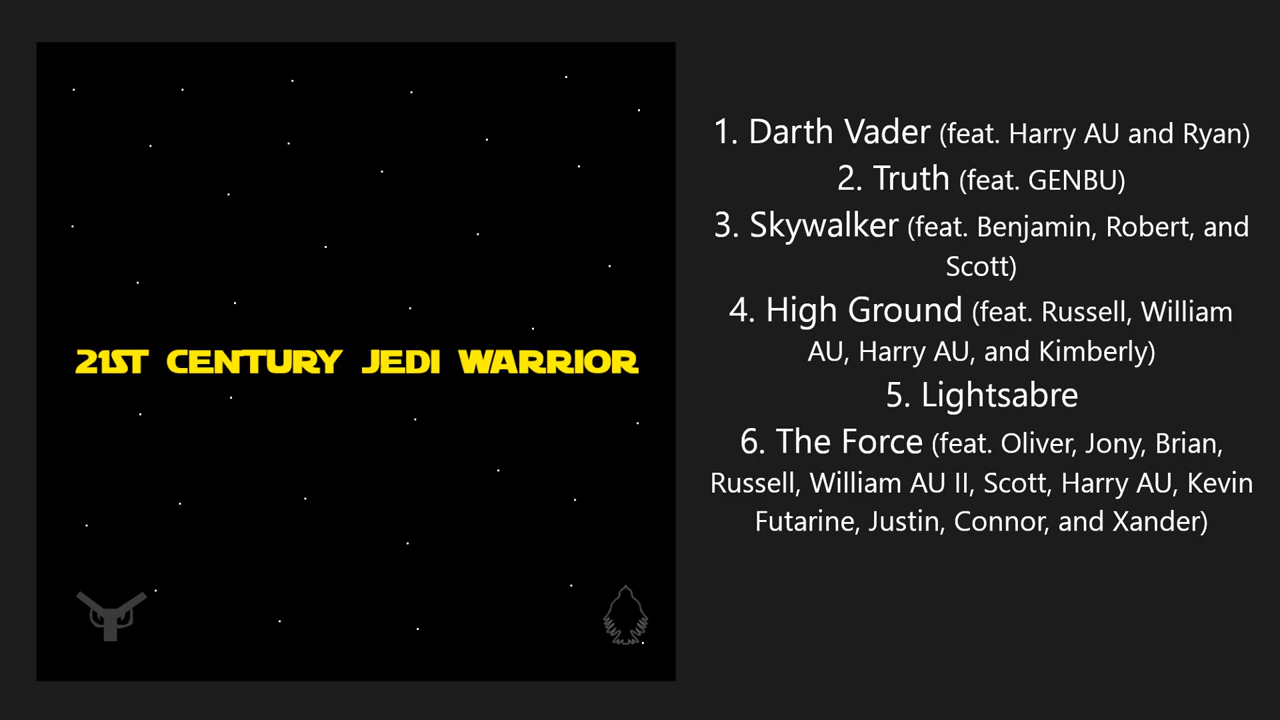 21ST CENTURY JEDI WARRIOR
1. Darth Vader (feat. Harry AU and Ryan)
2. Truth (feat. GENBU)
3. Skywalker (feat. Benjamin, Robert, and
Scott)
4. High Ground (feat. Russell, William
AU, Harry AU, and Kimberly)
5. Lightsabre
6. The Force (feat. Oliver, Jony, Brian,
Russell, William AU II, Scott, Harry AU, Kevin
Futarine, Justin, Connor, and Xander)